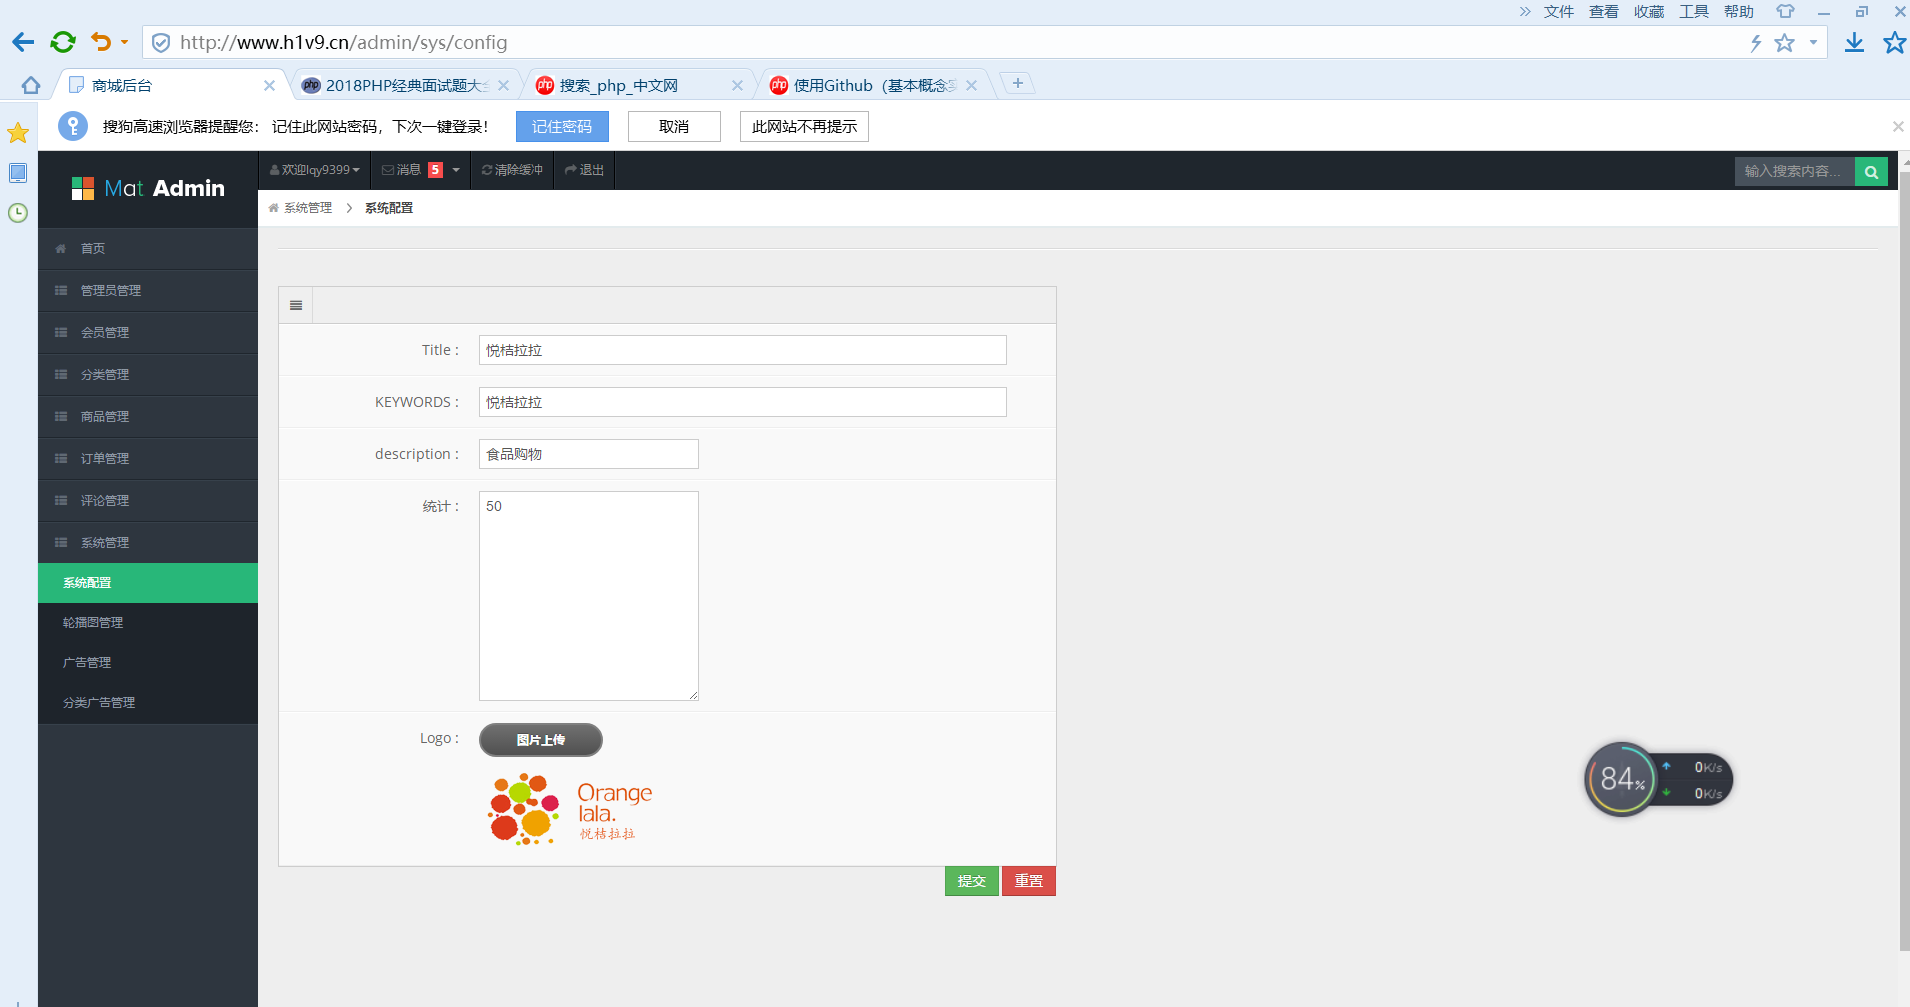 文件 查看 收藏 工具 帮助
http://www.h1v9.cn/admin/sys/config
商城后台
2018PHP经典面试题大
搜索_php_中文网
使用Github（基本概念
搜狗高速浏览器提醒您： 记住此网站密码，下次一键登录！ 记住密码 取消 此网站不再提示
Mat Admin
欢迎lqy9399 消息 5 清除缓冲 退出 输入搜索内容...
系统管理 系统配置
首页
管理员管理
会员管理
分类管理
商品管理
订单管理
评论管理
系统管理
系统配置
轮播图管理
广告管理
分类广告管理
Title : 悦桔拉拉
KEYWORDS : 悦桔拉拉
description : 食品购物
统计 : 50
Logo : 图片上传
Orange
lala.
悦桔拉拉
提交 重置
84%
0K/s
0K/s